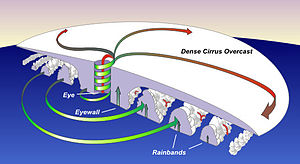 Dense Cirrus Overcast
Eye
Eyewall
Rainbands